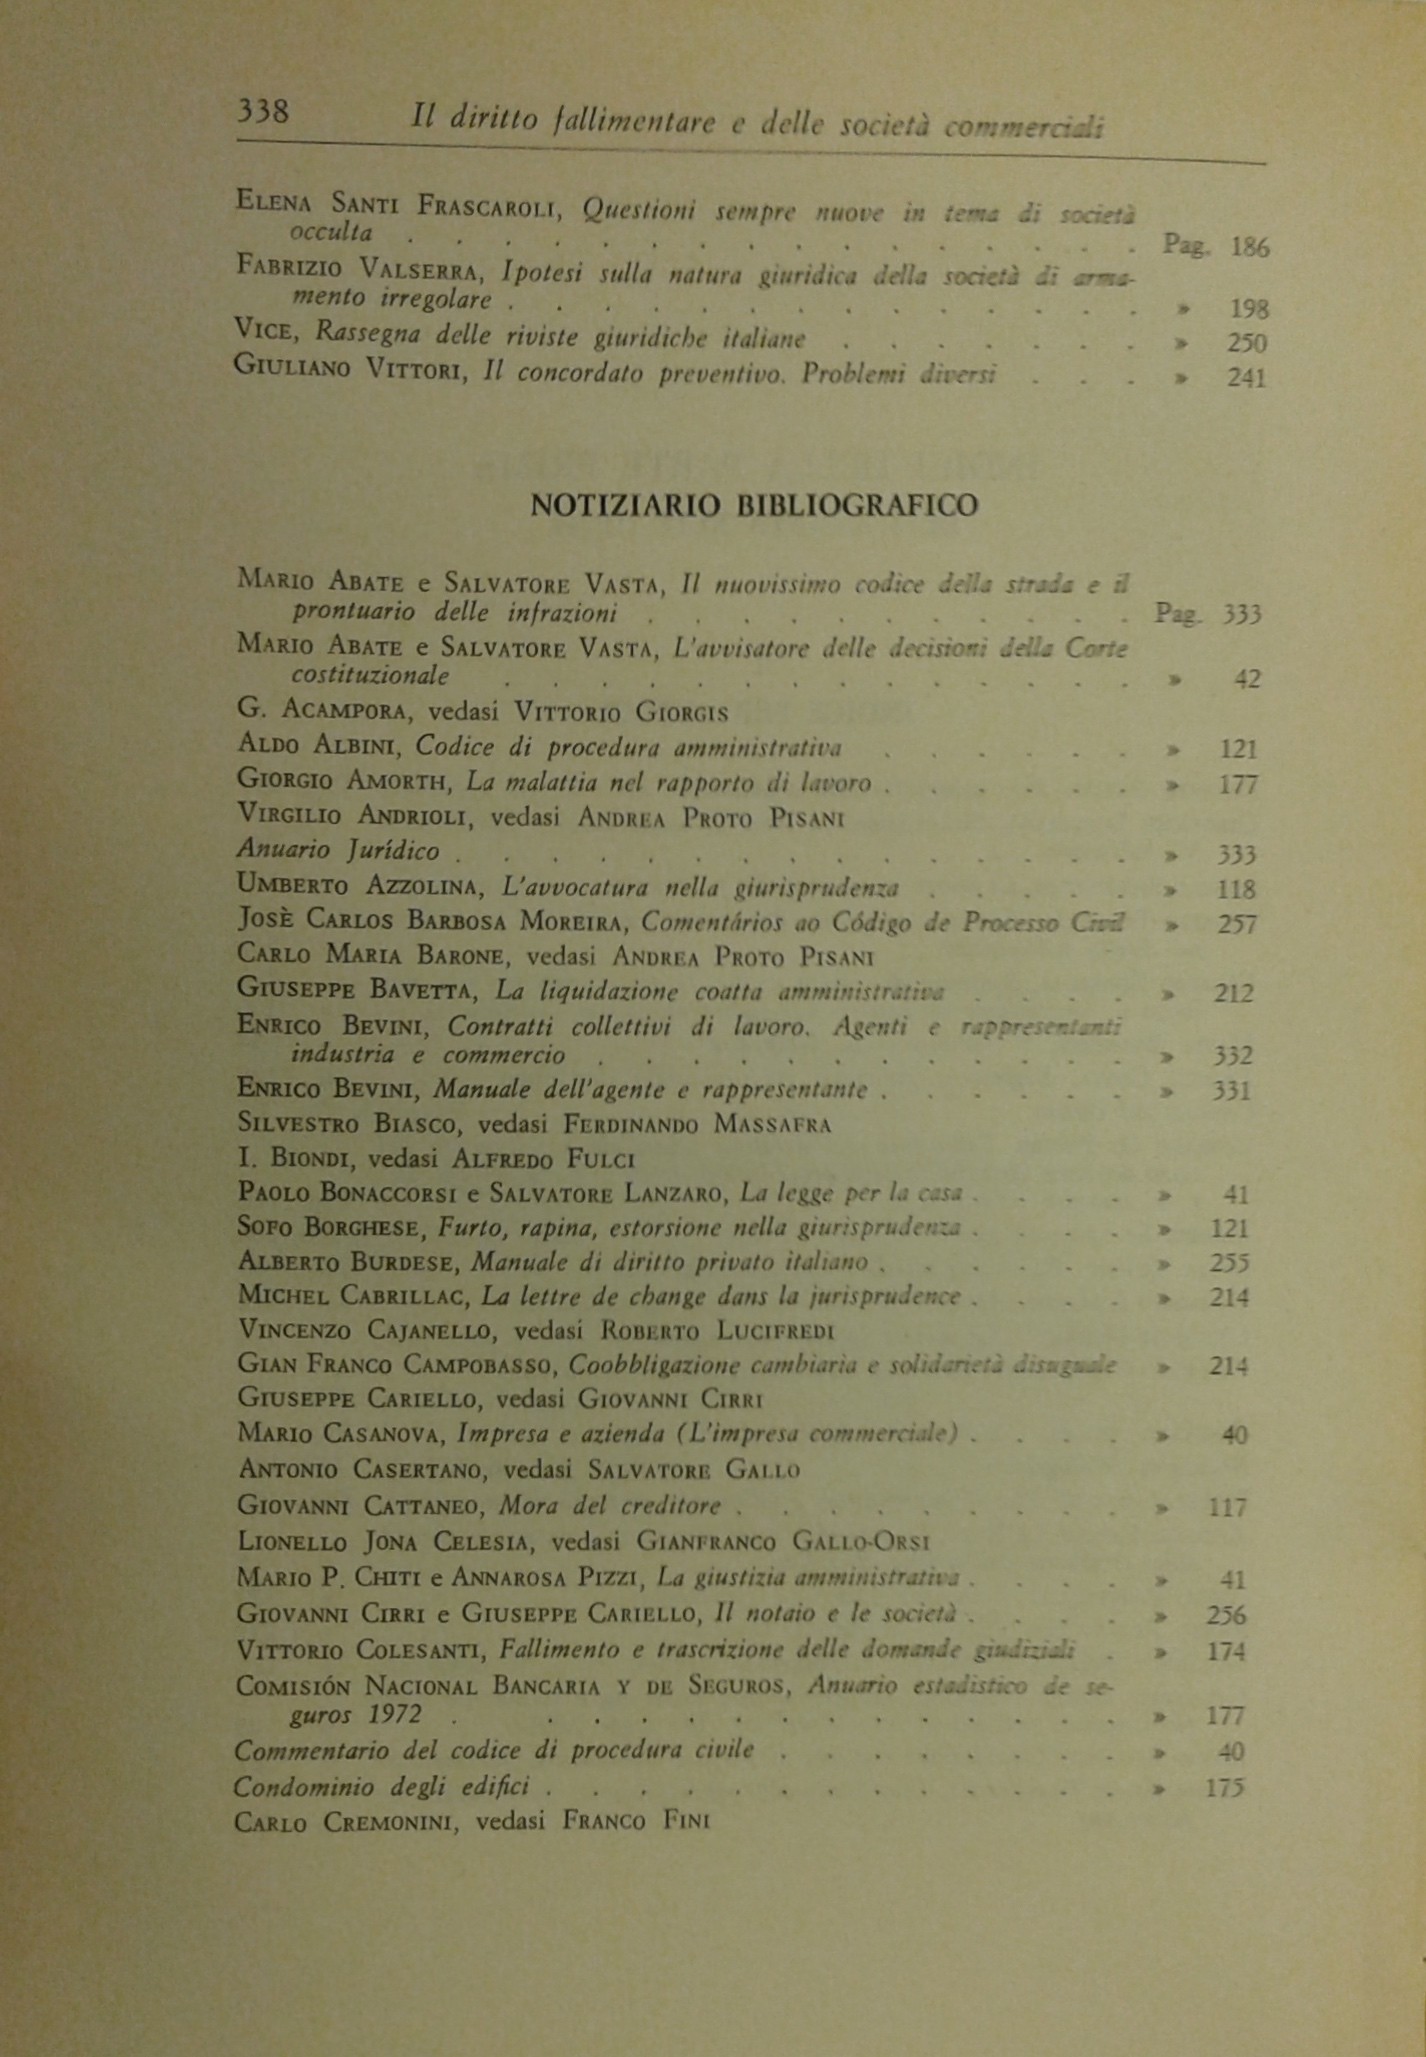 338 Il diritto fallimentare e delle società commerciali
ELENA SANTI FRASCAROLI, Questioni sempre nuove in tema di società
occulta . . . . . . . . . . . . . . . . Pag. 186
FABRIZIO VALSERRA, Ipotesi sulla natura giuridica della società di arma-
mento irregolare . . . . . . . . . . . . . . » 198
VICE, Rassegna delle riviste giuridiche italiane . . . . . . . » 250
GIULIANO VITTORI, Il concordato preventivo. Problemi diversi . . . » 241
NOTIZIARIO BIBLIOGRAFICO
MARIO ABATE e SALVATORE VASTA, Il nuovissimo codice della strada e il
prontuario delle infrazioni . . . . . . . . . . . Pag. 333
MARIO ABATE e SALVATORE VASTA, L'avvisatore delle decisioni della Corte
costituzionale . . . . . . . . . . . . . . » 42
G. ACAMPORA, vedasi VITTORIO GIORGIS
ALDO ALBINI, Codice di procedura amministrativa . . . . . . » 121
GIORGIO AMORTH, La malattia nel rapporto di lavoro . . . . . . » 177
VIRGILIO ANDRIOLI, vedasi ANDREA PROTO PISANI
Anuario Jurídico . . . . . . . . . . . . . . . » 333
UMBERTO AZZOLINA, L'avvocatura nella giurisprudenza . . . . . » 118
JOSÈ CARLOS BARBOSA MOREIRA, Comentários ao Código de Processo Civil » 257
CARLO MARIA BARONE, vedasi ANDREA PROTO PISANI
GIUSEPPE BAVETTA, La liquidazione coatta amministrativa . . . . » 212
ENRICO BEVINI, Contratti collettivi di lavoro. Agenti e rappresentanti
industria e commercio . . . . . . . . . . . . » 332
ENRICO BEVINI, Manuale dell'agente e rappresentante . . . . . . » 331
SILVESTRO BIASCO, vedasi FERDINANDO MASSAFRA
I. BIONDI, vedasi ALFREDO FULCI
PAOLO BONACCORSI e SALVATORE LANZARO, La legge per la casa . . . . » 41
SOFO BORGHESE, Furto, rapina, estorsione nella giurisprudenza . . . . » 121
ALBERTO BURDESE, Manuale di diritto privato italiano . . . . . . » 255
MICHEL CABRILLAC, La lettre de change dans la jurisprudence . . . . » 214
VINCENZO CAJANELLO, vedasi ROBERTO LUCIFREDI
GIAN FRANCO CAMPOBASSO, Coobbligazione cambiaria e solidarietà disuguale » 214
GIUSEPPE CARIELLO, vedasi GIOVANNI CIRRI
MARIO CASANOVA, Impresa e azienda (L'impresa commerciale) . . . . » 40
ANTONIO CASERTANO, vedasi SALVATORE GALLO
GIOVANNI CATTANEO, Mora del creditore . . . . . . . . . » 117
LIONELLO JONA CELESIA, vedasi GIANFRANCO GALLO-ORSI
MARIO P. CHITI e ANNAROSA PIZZI, La giustizia amministrativa . . . . » 41
GIOVANNI CIRRI e GIUSEPPE CARIELLO, Il notaio e le società . . . . » 256
VITTORIO COLESANTI, Fallimento e trascrizione delle domande giudiziali . » 174
COMISIÓN NACIONAL BANCARIA Y DE SEGUROS, Anuario estadistico de se-
guros 1972 . . . . . . . . . . . . . . » 177
Commentario del codice di procedura civile . . . . . . . . » 40
Condominio degli edifici . . . . . . . . . . . . . » 175
CARLO CREMONINI, vedasi FRANCO FINI